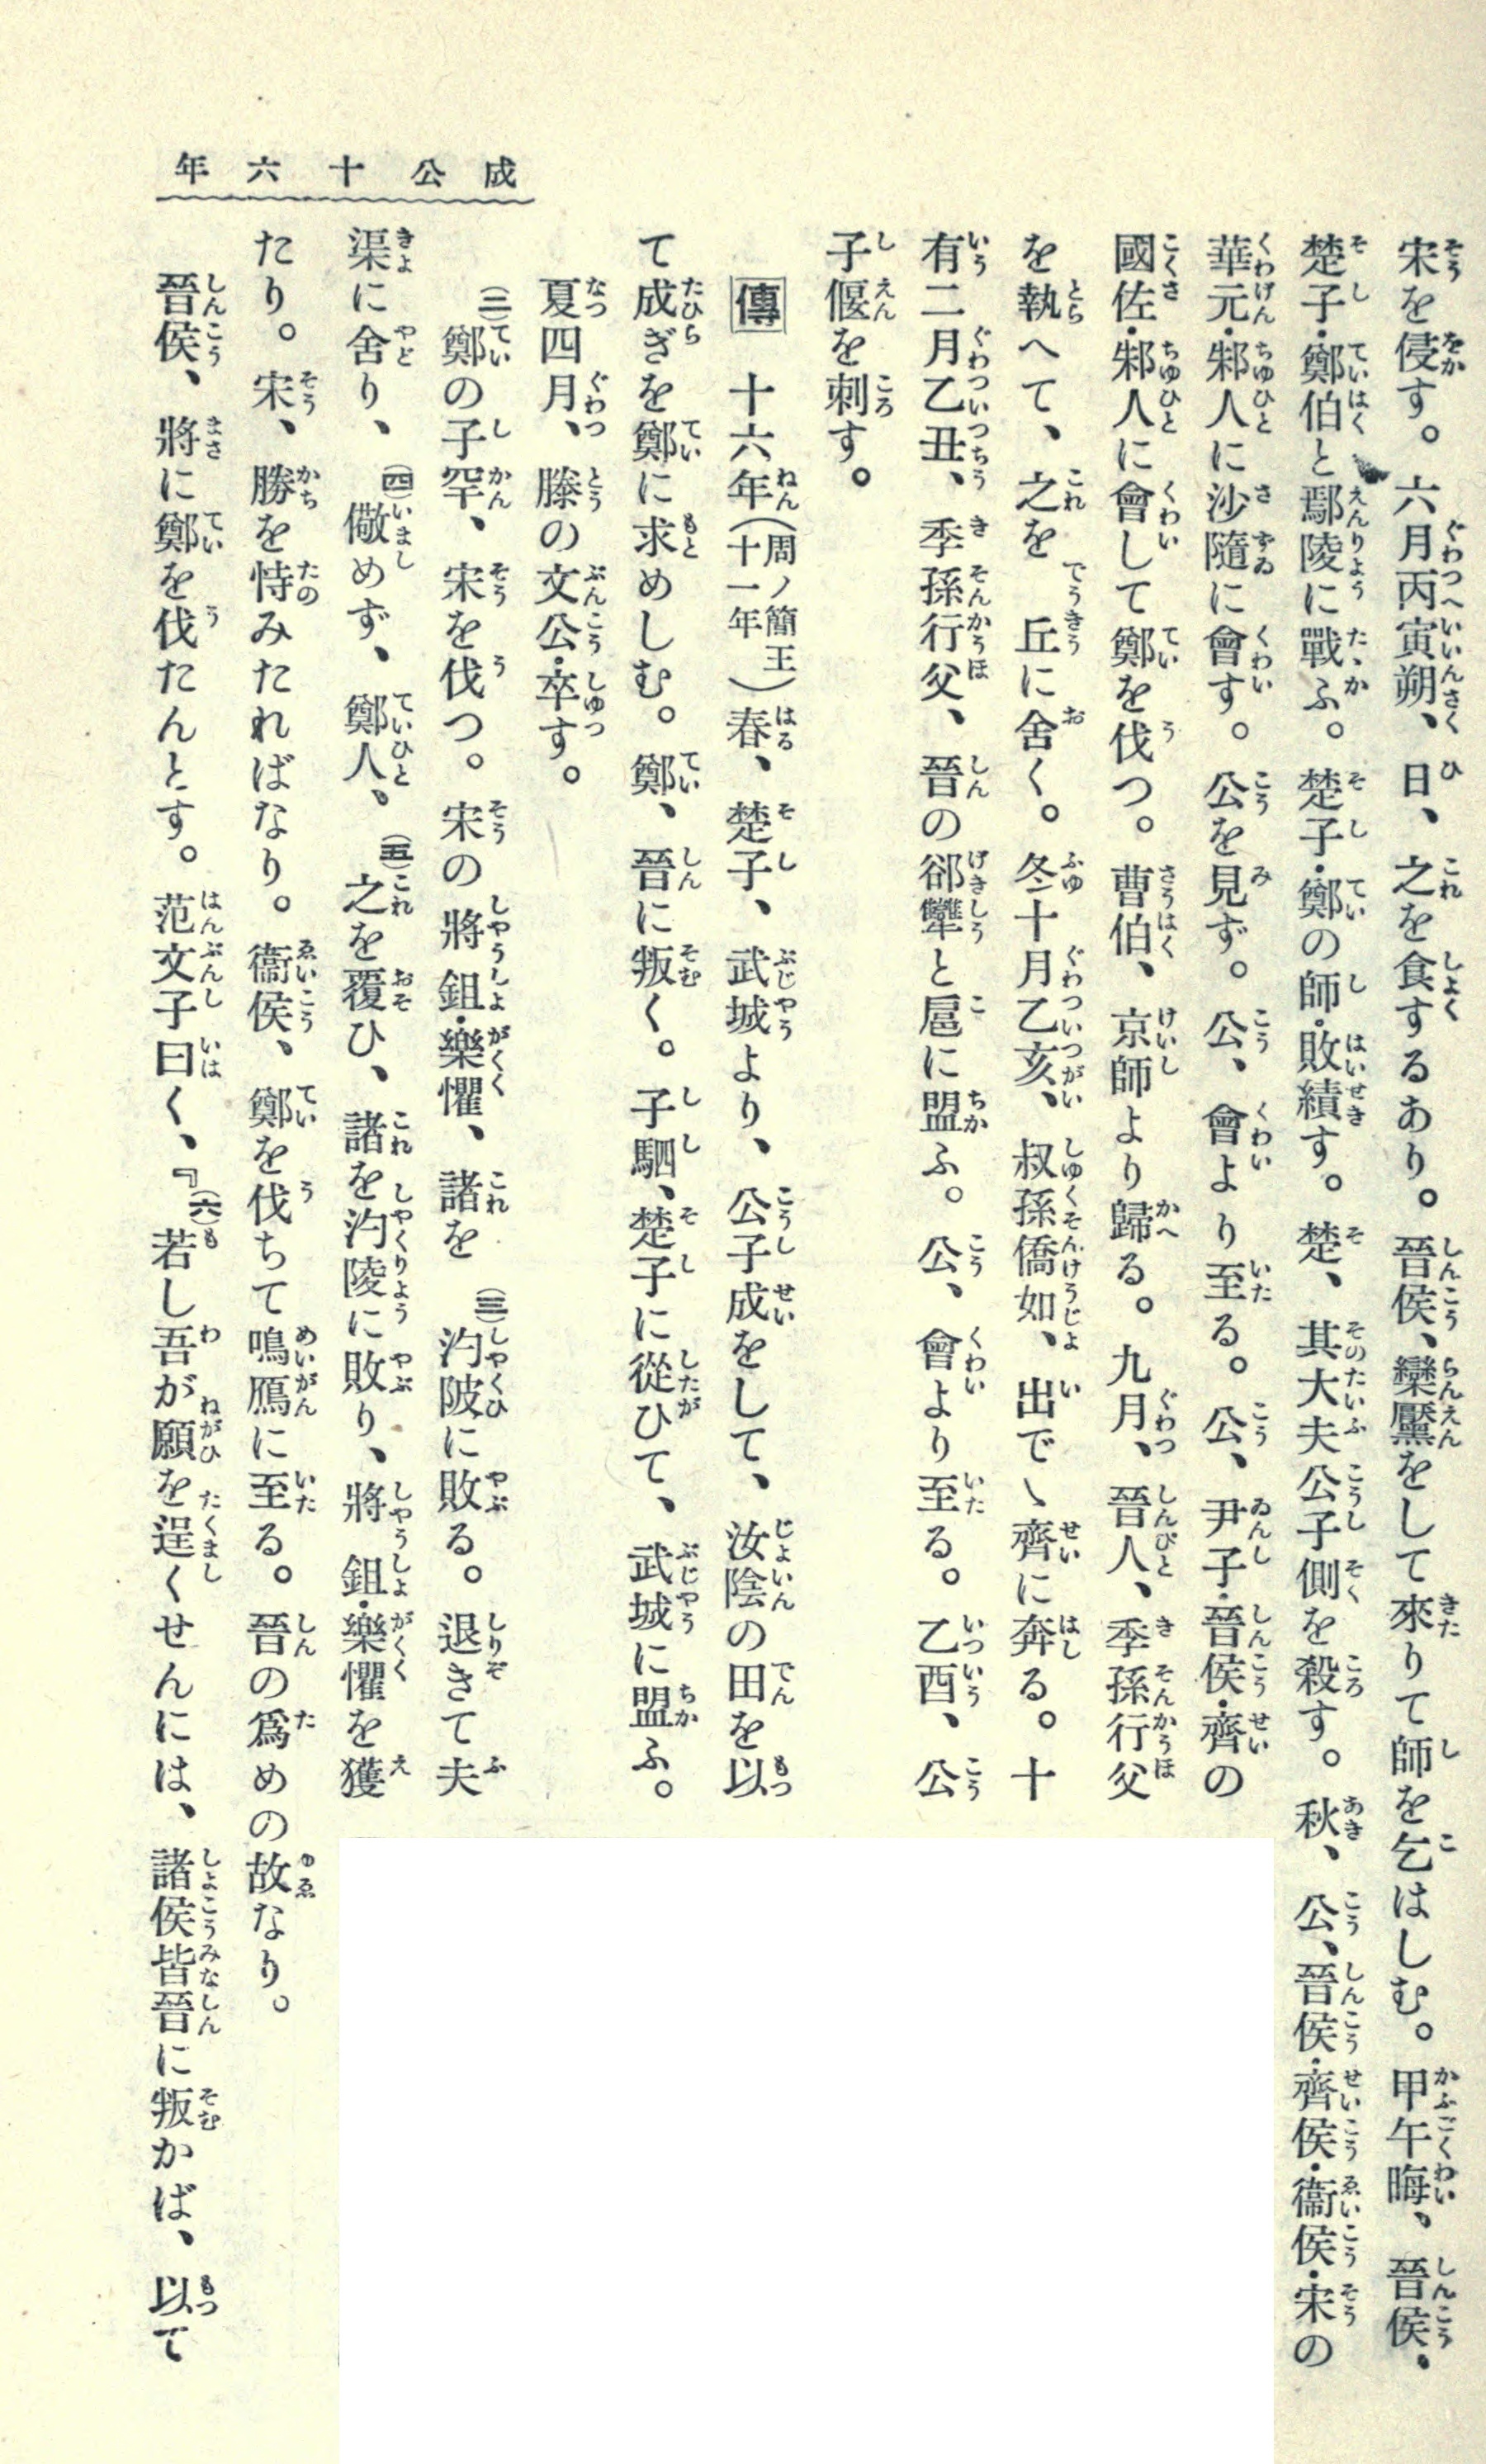 成公十六年
宋を侵す。六月丙寅朔、日、之を食するあり。晉侯、欒黶をして來りて師を乞はしむ。甲午晦、晉侯・
楚子・鄭伯と鄢陵に戰ふ。楚子・鄭の師・敗績す。楚、其大夫公子側を殺す。秋、公、晉侯・齊侯・衞侯・宋の
華元・邾人に沙隨に會す。公を見ず。公、會より至る。公、尹子・晉侯・齊の
國佐・邾人に會して鄭を伐つ。曹伯、京師より歸る。九月、晉人、季孫行父
を執へて、之を 丘に舍く。冬十月乙亥、叔孫僑如、出でゝ齊に奔る。十
有二月乙丑、季孫行父、晉の郤犫と扈に盟ふ。公、會より至る。乙酉、公
子偃を刺す。
傳 十六年(周ノ簡王十一年)春、楚子、武城より、公子成をして、汝陰の田を以
て成ぎを鄭に求めしむ。鄭、晉に叛く。子駟、楚子に從ひて、武城に盟ふ。
夏四月、滕の文公・卒す。
(二)鄭の子罕、宋を伐つ。宋の將鉏・樂懼、諸を(三)汋陂に敗る。退きて夫
渠に舍り、(四)儆めず、鄭人、(五)之を覆ひ、諸を汋陵に敗り、將鉏・樂懼を獲
たり。宋、勝を恃みたればなり。衞侯、鄭を伐ちて鳴鴈に至る。晉の爲めの故なり。
晉侯、將に鄭を伐たんとす。范文子曰く、『(六)若し吾が願を逞くせんには、諸侯皆晉に叛かば、以て